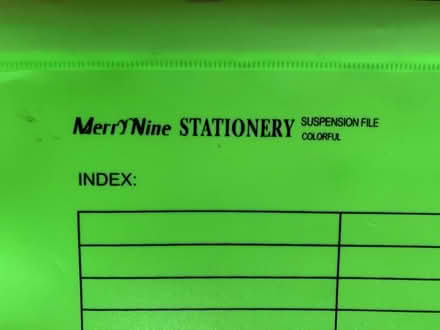 MerryNine STATIONERY SUSPENSION FILE
COLORFUL
INDEX: